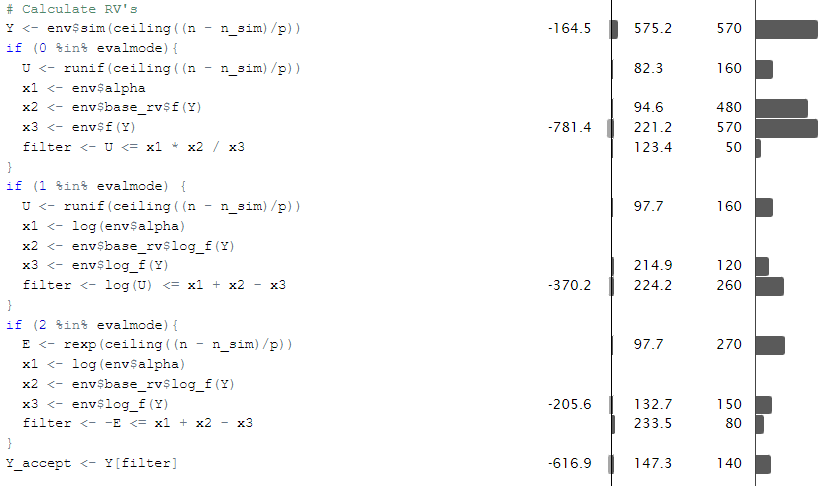 # Calculate RV's
Y <- env$sim(ceiling((n - n_sim)/p)) -164.5 575.2 570
if (0 %in% evalmode){
U <- runif(ceiling((n - n_sim)/p)) 82.3 160
x1 <- env$alpha
x2 <- env$base_rv$f(Y) 94.6 480
x3 <- env$f(Y) -781.4 221.2 570
filter <- U <= x1 * x2 / x3 123.4 50
}
if (1 %in% evalmode) {
U <- runif(ceiling((n - n_sim)/p)) 97.7 160
x1 <- log(env$alpha)
x2 <- env$base_rv$log_f(Y)
x3 <- env$log_f(Y) 214.9 120
filter <- log(U) <= x1 + x2 - x3 -370.2 224.2 260
}
if (2 %in% evalmode){
E <- rexp(ceiling((n - n_sim)/p)) 97.7 270
x1 <- log(env$alpha)
x2 <- env$base_rv$log_f(Y)
x3 <- env$log_f(Y) -205.6 132.7 150
filter <- -E <= x1 + x2 - x3 233.5 80
}
Y_accept <- Y[filter] -616.9 147.3 140